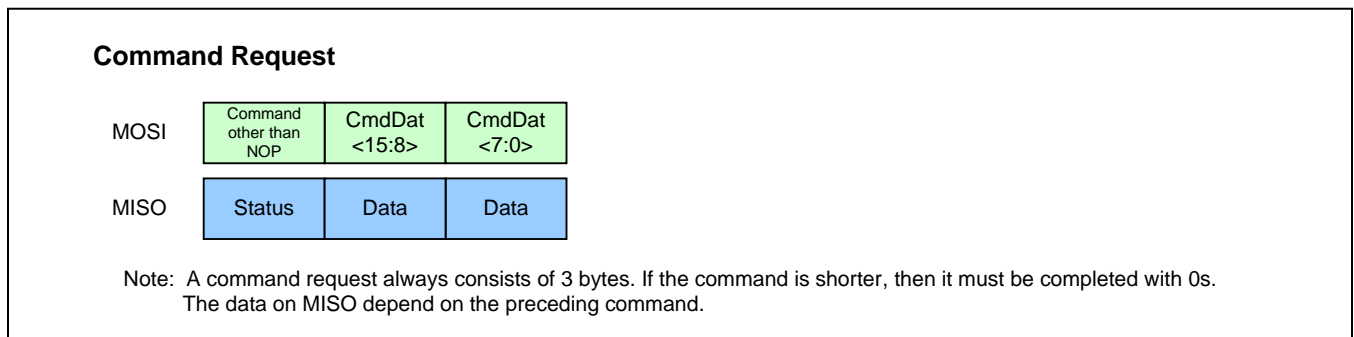 Command Request
MOSI
Command
other than
NOP
CmdDat
<15:8>
CmdDat
<7:0>
MISO
Status
Data
Data
Note: A command request always consists of 3 bytes. If the command is shorter, then it must be completed with 0s.
The data on MISO depend on the preceding command.